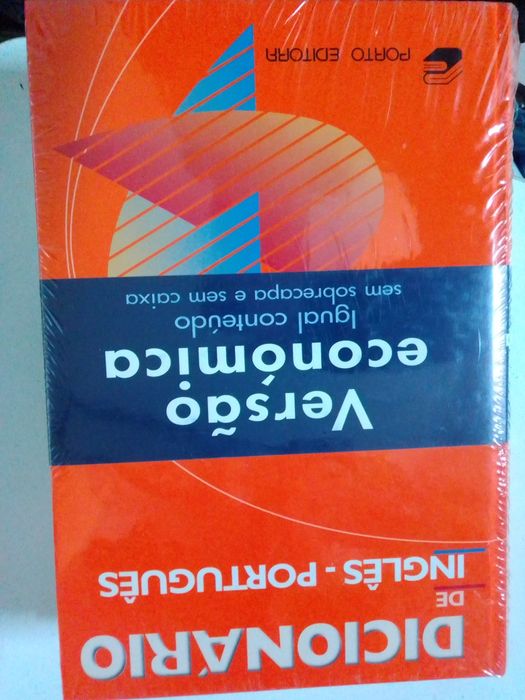 DICIONÁRIO
DE
INGLÊS - PORTUGUÊS
Versão
económica
Igual conteúdo
sem sobrecapa e sem caixa
PORTO EDITORA